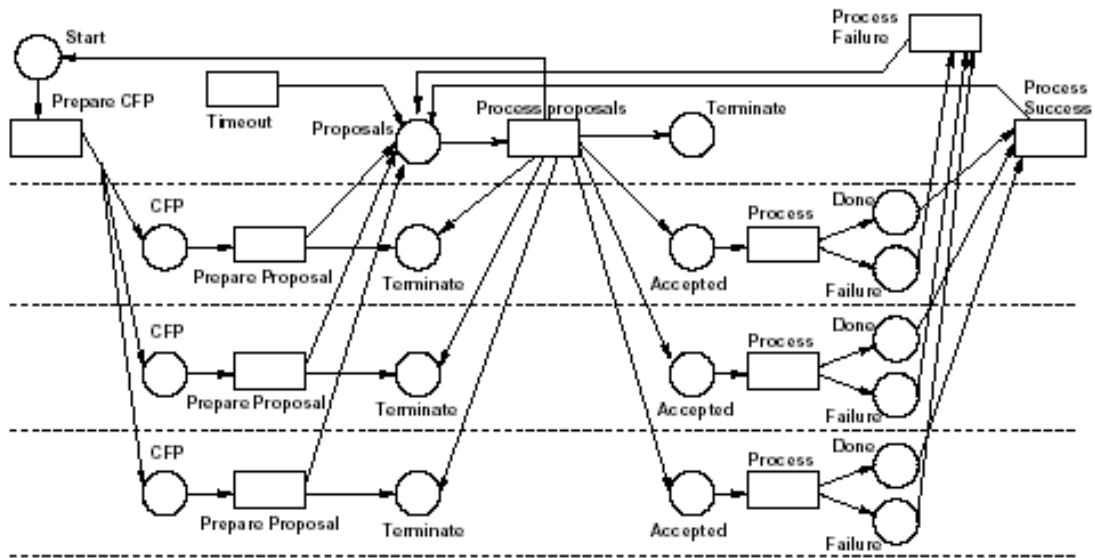 Start
Process
Failure
Prepare CFP
Timeout
Proposals
Process proposals
Terminate
Process
Success
CFP
Prepare Proposal
Terminate
Accepted
Process
Done
Failure
CFP
Prepare Proposal
Terminate
Accepted
Process
Done
Failure
CFP
Prepare Proposal
Terminate
Accepted
Process
Done
Failure